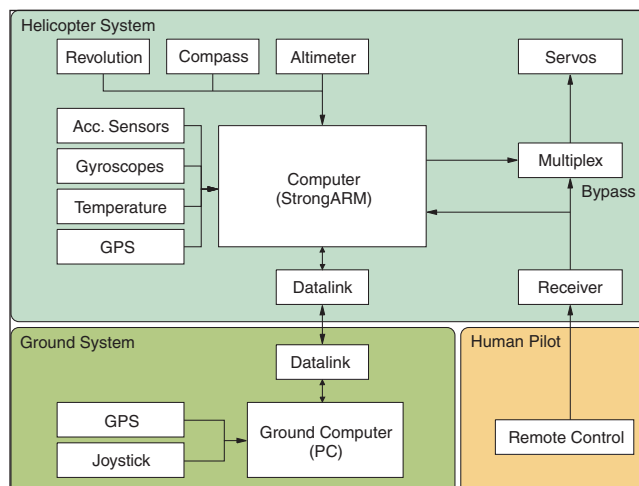 Helicopter System
Revolution
Compass
Altimeter
Servos
Acc. Sensors
Gyroscopes
Temperature
GPS
Computer
(StrongARM)
Multiplex
Bypass
Datalink
Receiver
Ground System
Datalink
GPS
Joystick
Ground Computer
(PC)
Human Pilot
Remote Control